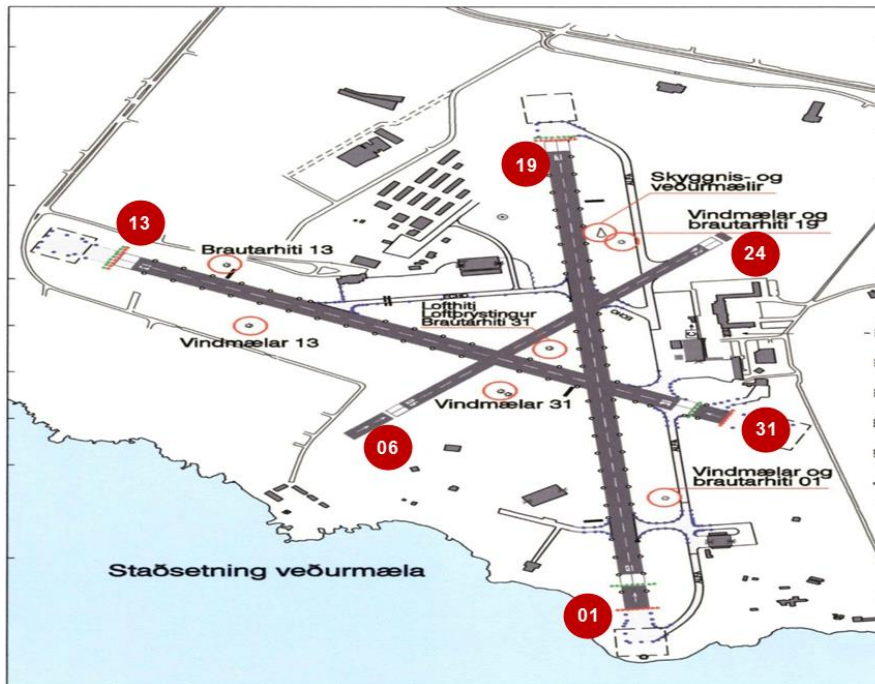 19
Skyggnis- og
veðurmælir
13
Vindmælar og
brautarhiti 19
Brautarhiti 13
24
Lofthiti
Loftþrýstingur
Brautarhiti 31
Vindmælar 13
Vindmælar 31
31
06
Vindmælar og
brautarhiti 01
Staðsetning veðurmæla
01